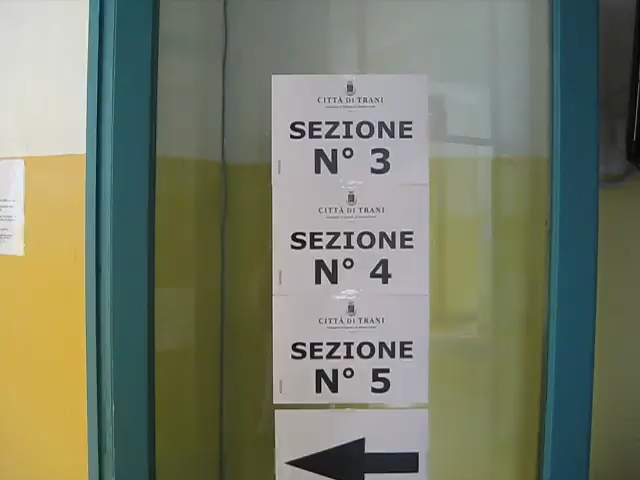 CITTÀ DI TRANI
SEZIONE
N° 3
CITTÀ DI TRANI
SEZIONE
N° 4
CITTÀ DI TRANI
SEZIONE
N° 5